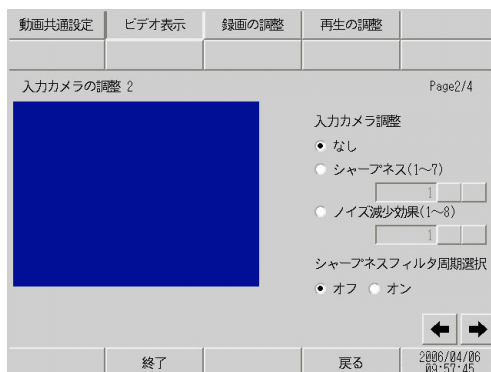 動画共通設定 ビデオ表示 録画の調整 再生の調整
入力カメラの調整 2 Page2/4
入力カメラ調整
なし
シャープネス(1～7)
1
ノイズ減少効果(1～8)
1
シャープネスフィルタ周期選択
オフ オン
終了 戻る 2006/04/06
09:57:45